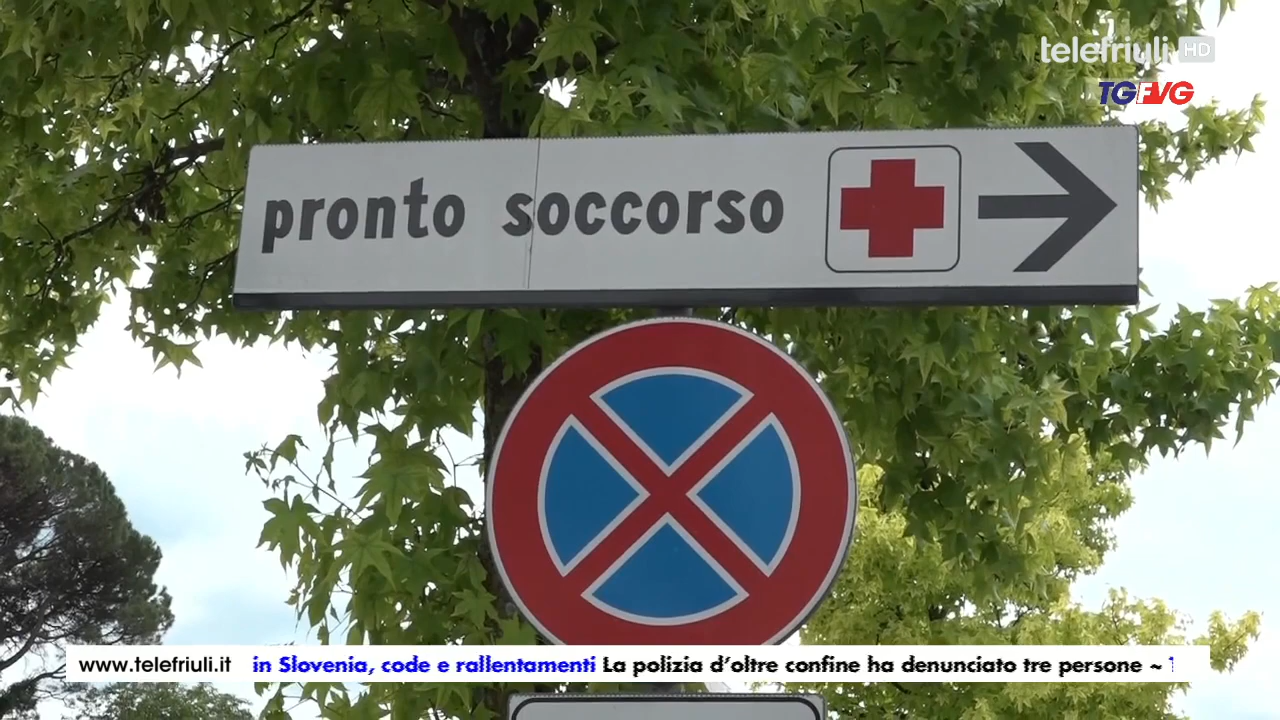 telefriuli HD
TGFVG
pronto soccorso
www.telefriuli.it in Slovenia, code e rallentamenti La polizia d'oltre confine ha denunciato tre persone ~